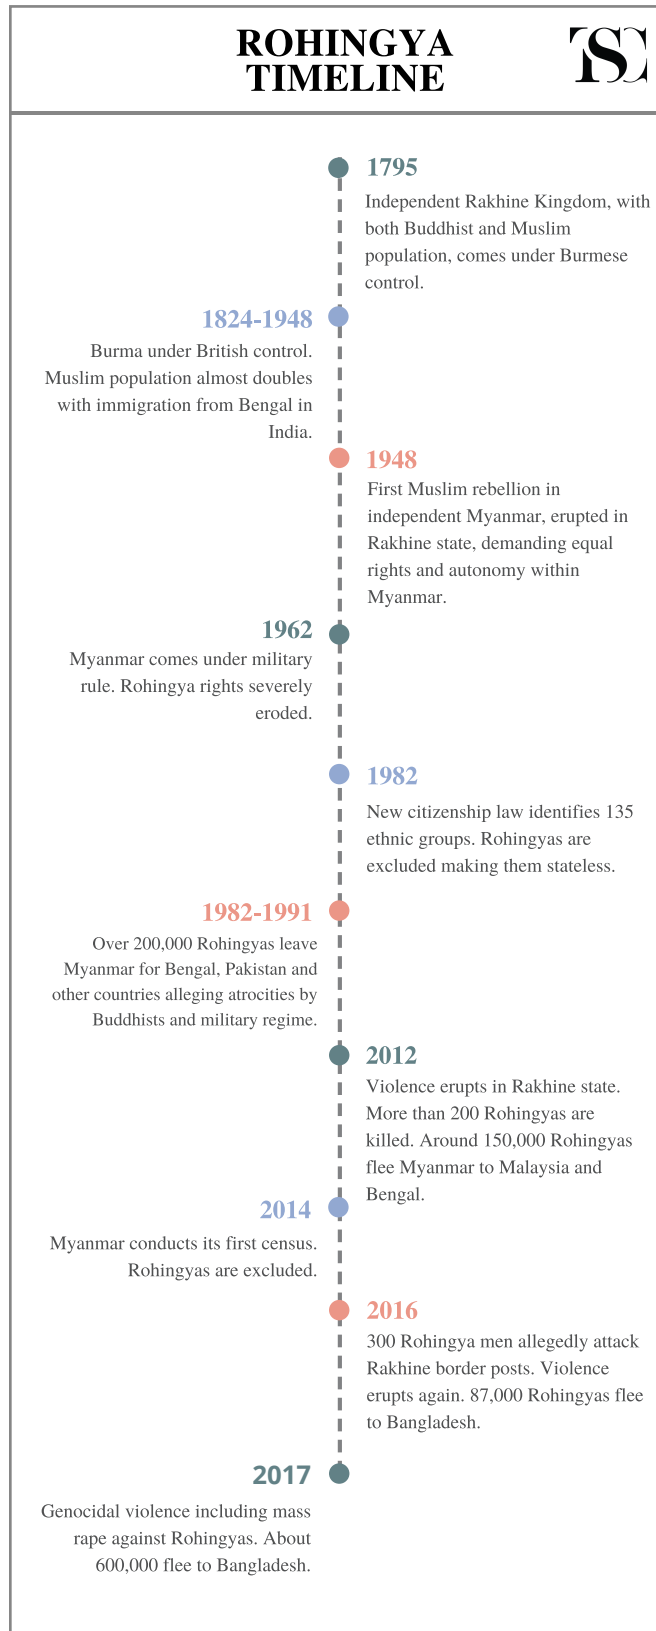 ROHINGYA
TIMELINE
TSC
1795
Independent Rakhine Kingdom, with
both Buddhist and Muslim
population, comes under Burmese
control.
1824-1948
Burma under British control.
Muslim population almost doubles
with immigration from Bengal in
India.
1948
First Muslim rebellion in
independent Myanmar, erupted in
Rakhine state, demanding equal
rights and autonomy within
Myanmar.
1962
Myanmar comes under military
rule. Rohingya rights severely
eroded.
1982
New citizenship law identifies 135
ethnic groups. Rohingyas are
excluded making them stateless.
1982-1991
Over 200,000 Rohingyas leave
Myanmar for Bengal, Pakistan and
other countries alleging atrocities by
Buddhists and military regime.
2012
Violence erupts in Rakhine state.
More than 200 Rohingyas are
killed. Around 150,000 Rohingyas
flee Myanmar to Malaysia and
Bengal.
2014
Myanmar conducts its first census.
Rohingyas are excluded.
2016
300 Rohingya men allegedly attack
Rakhine border posts. Violence
erupts again. 87,000 Rohingyas flee
to Bangladesh.
2017
Genocidal violence including mass
rape against Rohingyas. About
600,000 flee to Bangladesh.